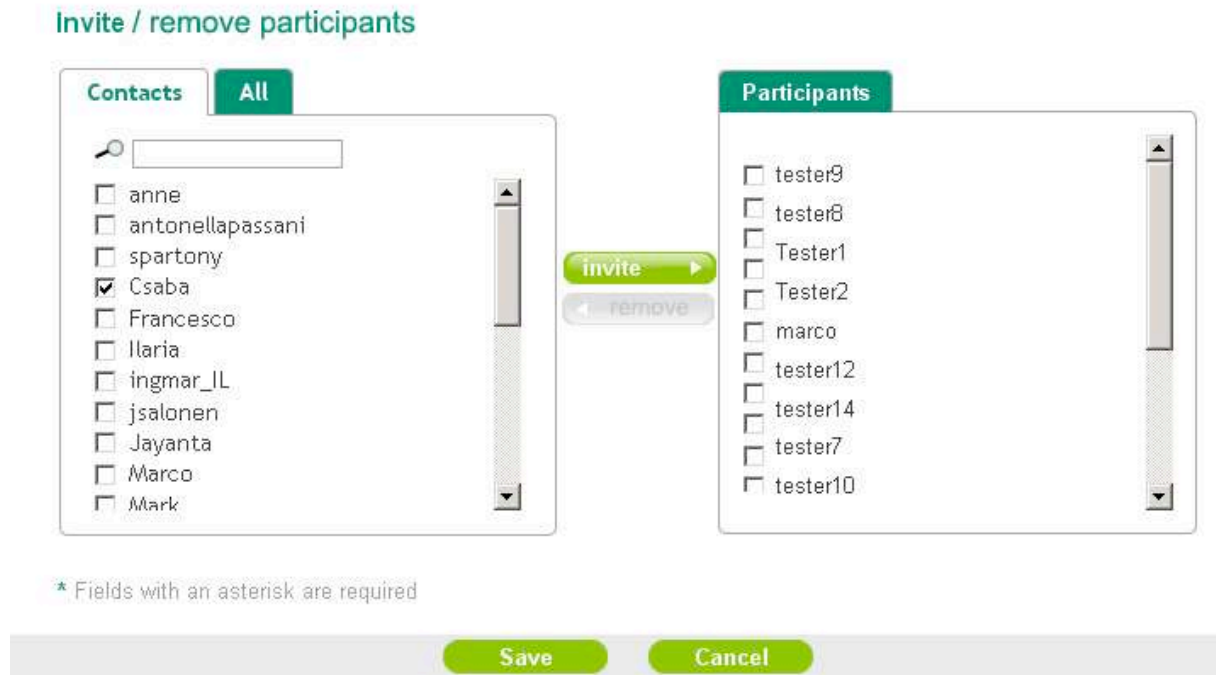 Invite / remove participants
Contacts
All
anne
antonellapassani
spartony
Csaba
Francesco
Ilaria
ingmar_IL
jsalonen
Jayanta
Marco
Mark
invite
remove
Participants
tester9
tester8
Tester1
Tester2
marco
tester12
tester14
tester7
tester10
* Fields with an asterisk are required
Save
Cancel